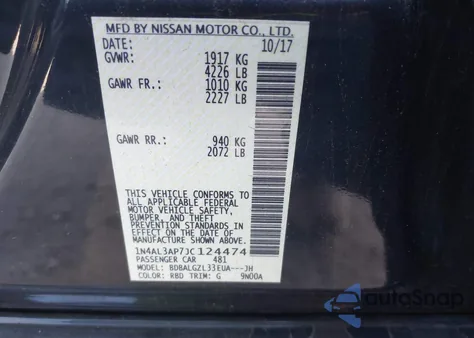 MFD BY NISSAN MOTOR CO., LTD.
DATE: 10/17
GVWR: 1917 KG
4226 LB
GAWR FR.: 1010 KG
2227 LB
GAWR RR.: 940 KG
2072 LB
THIS VEHICLE CONFORMS TO
ALL APPLICABLE FEDERAL
MOTOR VEHICLE SAFETY,
BUMPER, AND THEFT
PREVENTION STANDARDS IN
EFFECT ON THE DATE OF
MANUFACTURE SHOWN ABOVE.
1N4AL3AP7JC124474
PASSENGER CAR 481
MODEL: BDBALGZL33EUA---JH
COLOR: RBD TRIM: G 9N00A
AutoSnap